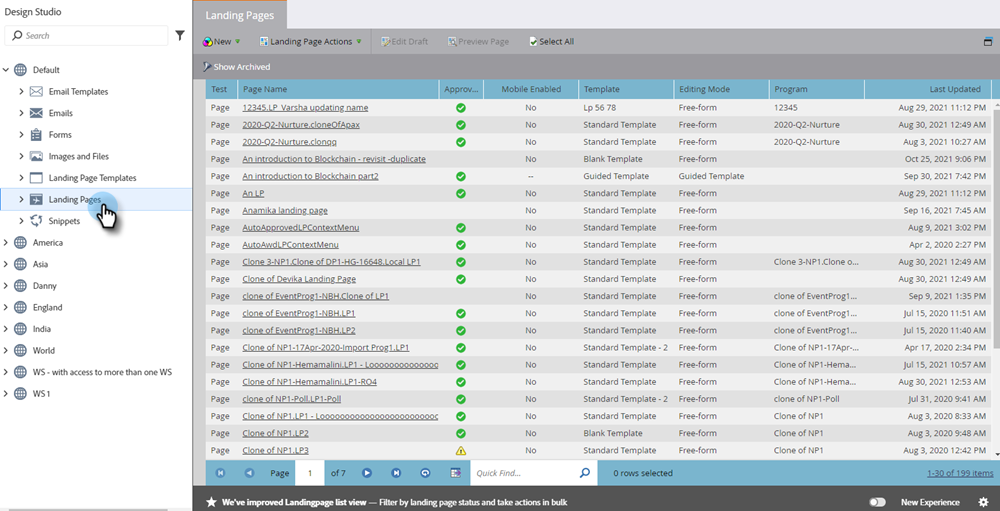 Design Studio
Search
Default
Email Templates
Emails
Forms
Images and Files
Landing Page Templates
Landing Pages
Snippets
America
Asia
Danny
England
India
World
WS - with access to more than one WS
WS1
Landing Pages
New Landing Page Actions Edit Draft Preview Page Select All
Show Archived
Test Page Name Approv... Mobile Enabled Template Editing Mode Program Last Updated
Page 12345.LP_Varsha updating name No Lp 56 78 Free-form 12345 Aug 29, 2021 11:12 PM
Page 2020-Q2-Nurture.cloneOfApax No Standard Template Free-form 2020-Q2-Nurture Aug 30, 2021 12:49 AM
Page 2020-Q2-Nurture.clonqq No Standard Template Free-form 2020-Q2-Nurture Aug 3, 2021 10:27 AM
Page An introduction to Blockchain - revisit -duplicate No Blank Template Free-form Oct 25, 2021 9:06 PM
Page An introduction to Blockchain part2 -- Guided Template Guided Template Sep 30, 2021 7:42 PM
Page An LP No Standard Template Free-form Aug 29, 2021 11:12 PM
Page Anamika landing page No Standard Template Free-form Sep 16, 2021 7:45 AM
Page AutoApprovedLPContextMenu No Standard Template Free-form Aug 9, 2021 3:02 PM
Page AutoAwdLPContextMenu No Standard Template Free-form Apr 2, 2020 2:27 PM
Page Clone 3-NP1.Clone of DP1-HG-16648.Local LP1 No Standard Template Free-form Clone 3-NP1.Clone o... Aug 30, 2021 12:49 AM
Page Clone of Devika Landing Page No Standard Template Free-form Aug 30, 2021 12:49 AM
Page clone of EventProg1-NBH.Clone of LP1 No Standard Template Free-form clone of EventProg1... Sep 9, 2021 1:35 PM
Page clone of EventProg1-NBH.LP1 No Standard Template Free-form clone of EventProg1... Jul 15, 2020 11:51 AM
Page clone of EventProg1-NBH.LP2 No Standard Template Free-form clone of EventProg1... Jul 15, 2020 11:40 AM
Page Clone of NP1-17Apr-2020-Import Prog1.LP1 No Standard Template - 2 Free-form Clone of NP1-17Apr... Apr 17, 2020 2:34 PM
Page Clone of NP1-Hemamalini.LP1 - Loooooooooooooo No Standard Template Free-form Clone of NP1-Hema... Jul 15, 2021 10:57 AM
Page Clone of NP1-Hemamalini.LP1-RO4 No Standard Template Free-form Clone of NP1-Hema... Aug 30, 2021 12:53 AM
Page clone of NP1-Poll.LP1-Poll No Standard Template - 2 Free-form clone of NP1-Poll Jul 31, 2020 9:41 AM
Page Clone of NP1.LP1 - Looooooooooooooooooooooooo No Standard Template Free-form Clone of NP1 Aug 3, 2020 8:33 AM
Page Clone of NP1.LP2 No Blank Template Free-form Clone of NP1 Aug 3, 2020 9:48 AM
Page Clone of NP1.LP3 No Standard Template Free-form Clone of NP1 Aug 3, 2020 12:42 PM
Page 1 of 7 Quick Find... 0 rows selected 1-30 of 199 items
We've improved Landingpage list view — Filter by landing page status and take actions in bulk New Experience